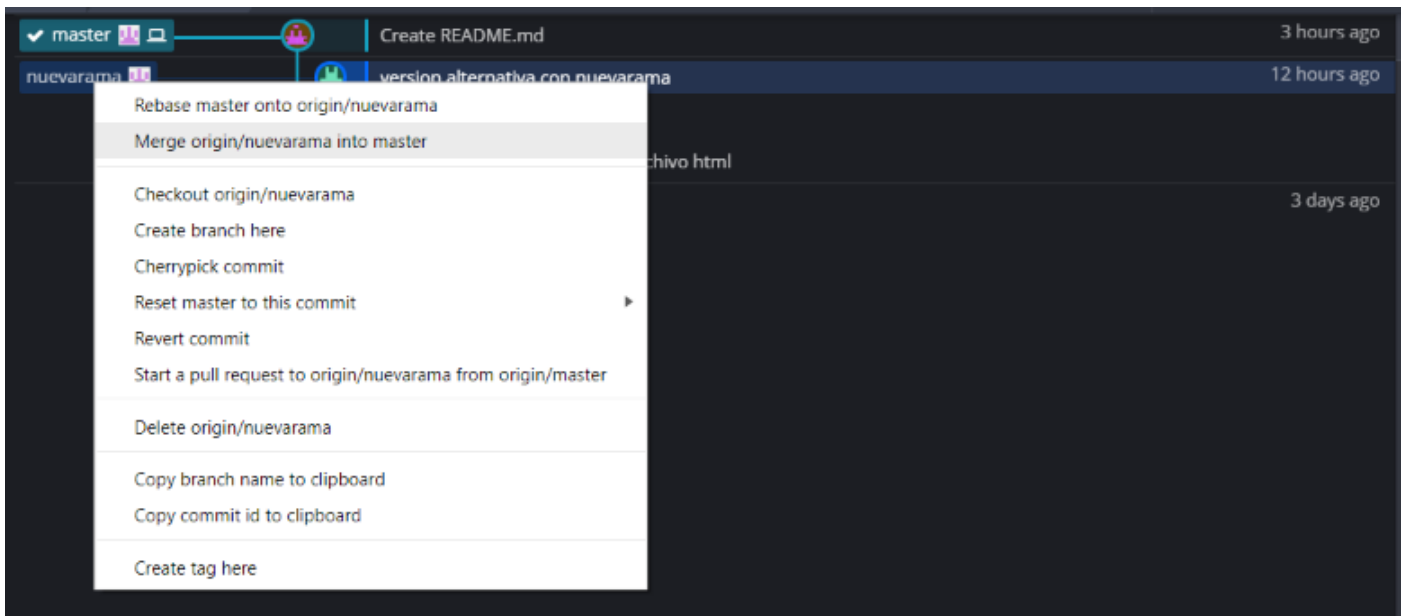 master
Create README.md
3 hours ago
nuevarama
version alternativa con nuevarama
12 hours ago
Rebase master onto origin/nuevarama
Merge origin/nuevarama into master
chivo html
Checkout origin/nuevarama
3 days ago
Create branch here
Cherrypick commit
Reset master to this commit
Revert commit
Start a pull request to origin/nuevarama from origin/master
Delete origin/nuevarama
Copy branch name to clipboard
Copy commit id to clipboard
Create tag here